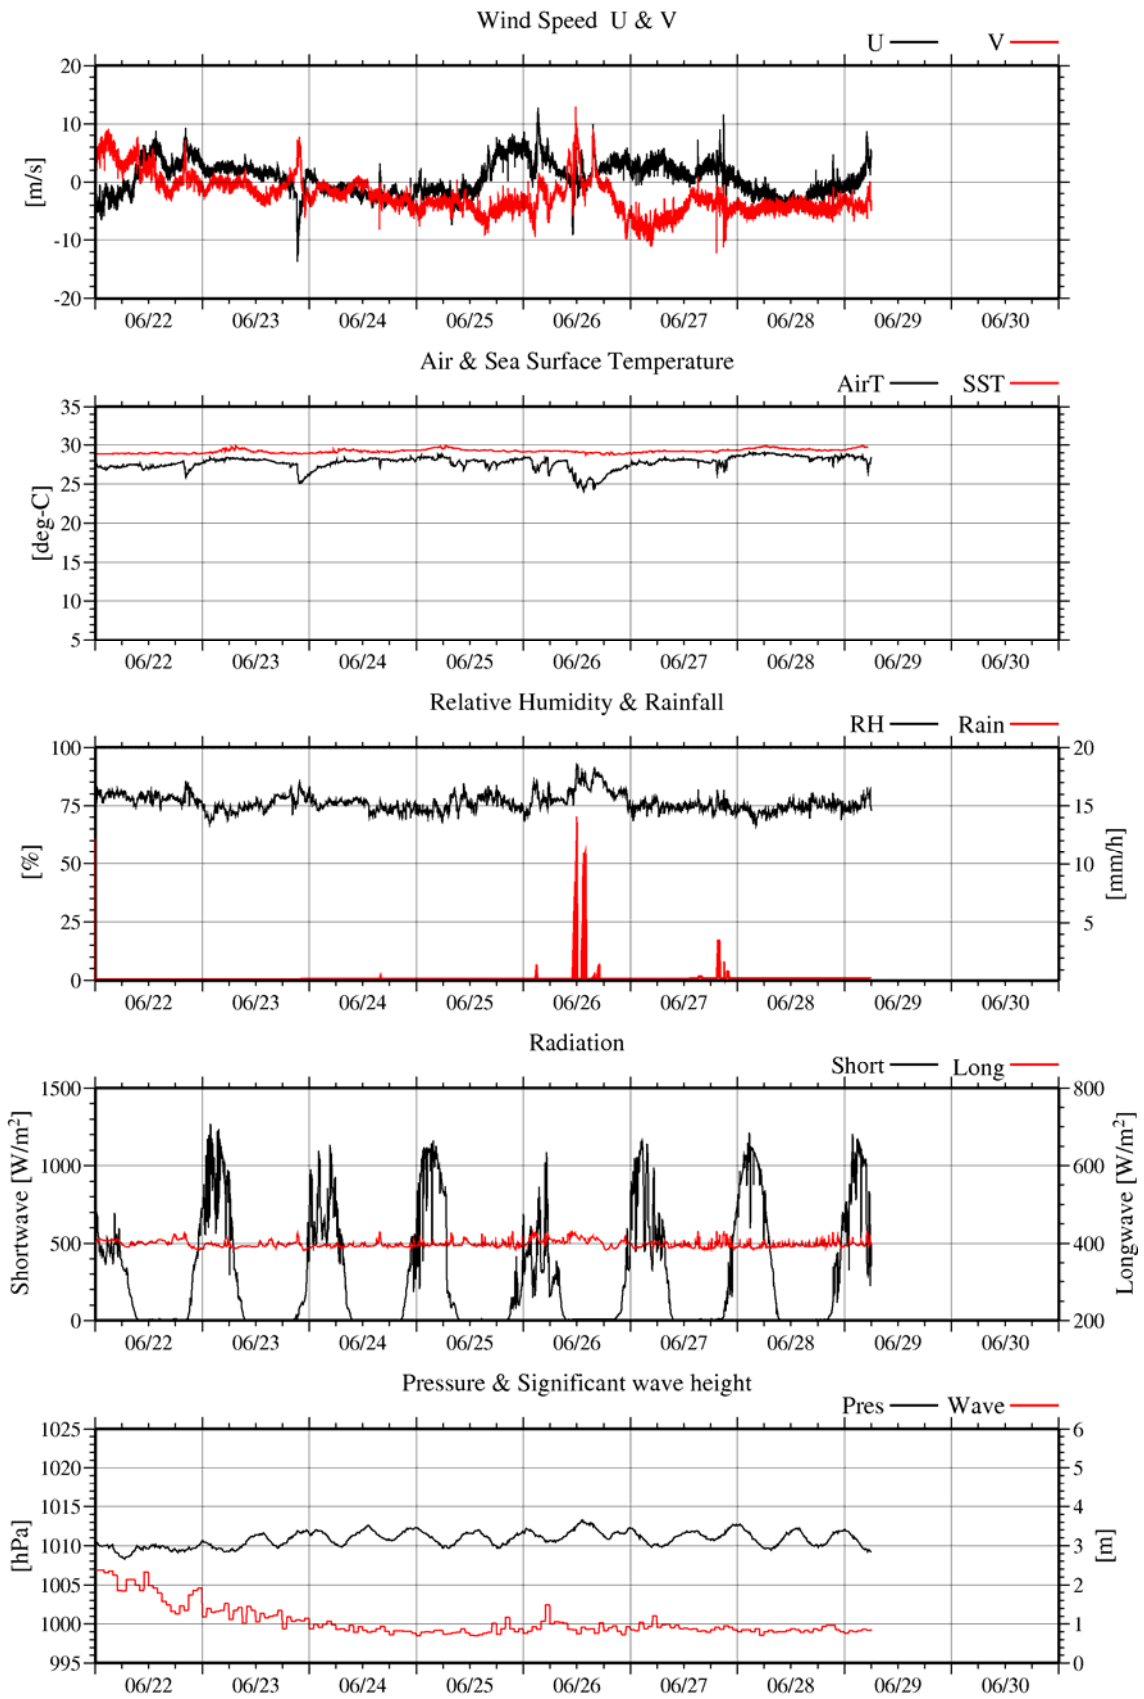 Wind Speed U & V
U V
20
10
0
-10
-20
[m/s]
06/22 06/23 06/24 06/25 06/26 06/27 06/28 06/29 06/30
Air & Sea Surface Temperature
AirT SST
35
30
25
20
15
10
5
[deg-C]
06/22 06/23 06/24 06/25 06/26 06/27 06/28 06/29 06/30
Relative Humidity & Rainfall
RH Rain
100 20
75 15
50 10
25 5
0
[%] [mm/h]
06/22 06/23 06/24 06/25 06/26 06/27 06/28 06/29 06/30
Radiation
Short Long
1500 800
1000 600
500 400
0 200
Shortwave [W/m²] Longwave [W/m²]
06/22 06/23 06/24 06/25 06/26 06/27 06/28 06/29 06/30
Pressure & Significant wave height
Pres Wave
1025 6
1020 5
1015 4
1010 3
1005 2
1000 1
995 0
[hPa] [m]
06/22 06/23 06/24 06/25 06/26 06/27 06/28 06/29 06/30